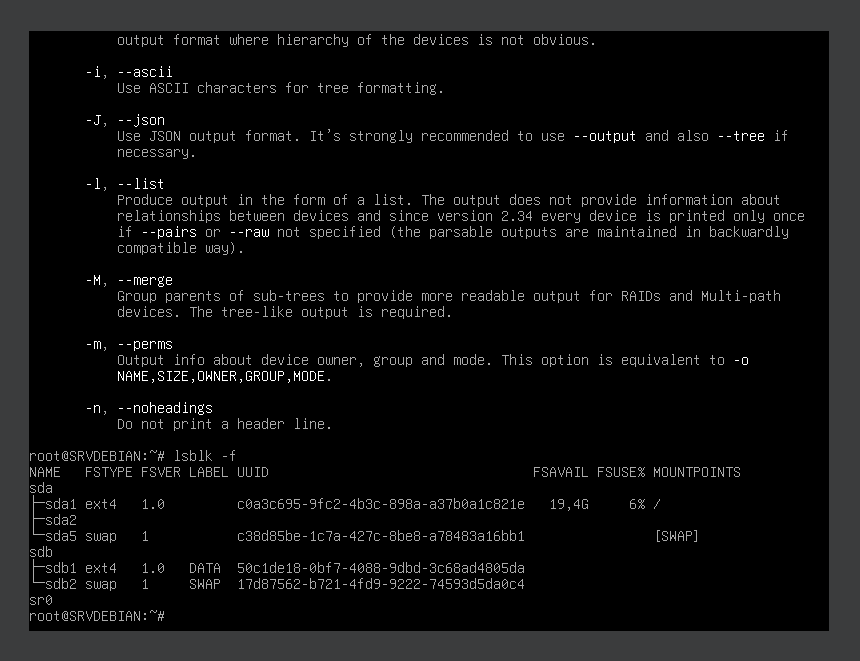 output format where hierarchy of the devices is not obvious.
-i, --ascii
Use ASCII characters for tree formatting.
-J, --json
Use JSON output format. It's strongly recommended to use --output and also --tree if
necessary.
-l, --list
Produce output in the form of a list. The output does not provide information about
relationships between devices and since version 2.34 every device is printed only once
if --pairs or --raw not specified (the parsable outputs are maintained in backwardly
compatible way).
-M, --merge
Group parents of sub-trees to provide more readable output for RAIDs and Multi-path
devices. The tree-like output is required.
-m, --perms
Output info about device owner, group and mode. This option is equivalent to -o
NAME,SIZE,OWNER,GROUP,MODE.
-n, --noheadings
Do not print a header line.
root@SRVDEBIAN:~# lsblk -f
NAME   FSTYPE FSVER LABEL UUID                                 FSAVAIL FSUSE% MOUNTPOINTS
sda
├─sda1 ext4   1.0         c0a3c695-9fc2-4b3c-898a-a37b0a1c821e   19,4G     6% /
├─sda2
└─sda5 swap   1           c38d85be-1c7a-427c-8be8-a78483a16bb1                [SWAP]
sdb
├─sdb1 ext4   1.0   DATA  50c1de18-0bf7-4088-9dbd-3c68ad4805da
└─sdb2 swap   1     SWAP  17d87562-b721-4fd9-9222-74593d5da0c4
sr0
root@SRVDEBIAN:~#